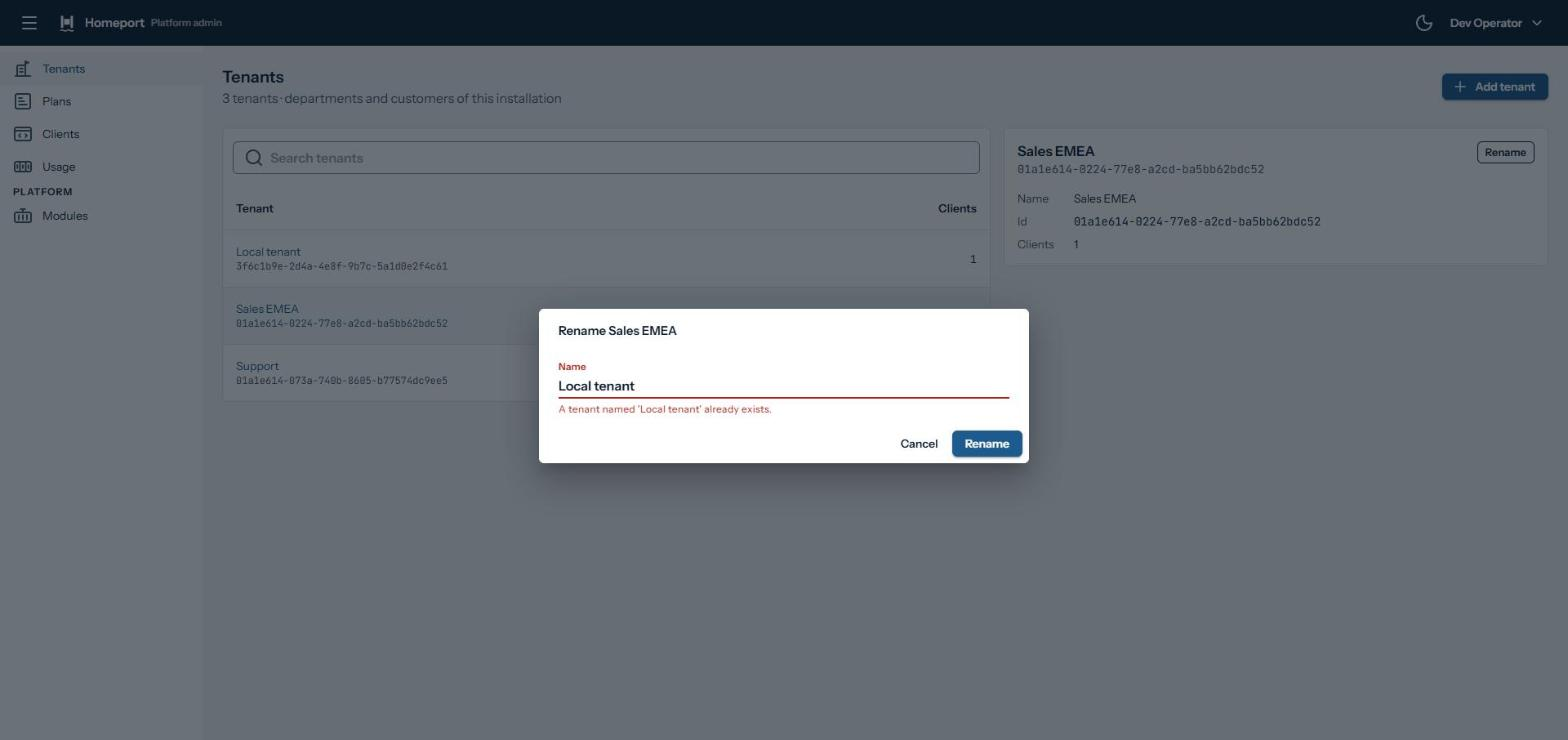 Homeport Platform admin
Dev Operator
Tenants
Plans
Clients
Usage
PLATFORM
Modules
Tenants
3 tenants · departments and customers of this installation
Add tenant
Search tenants
Tenant Clients
Local tenant
3f6c1b9e-2d4a-4e8f-9b7c-5a1d0e2f4c61
1
Sales EMEA
01a1e614-0224-77e8-a2cd-ba5bb62bdc52
Support
01a1e614-073a-740b-8605-b77574dc9ee5
Sales EMEA
01a1e614-0224-77e8-a2cd-ba5bb62bdc52
Rename
Name Sales EMEA
Id 01a1e614-0224-77e8-a2cd-ba5bb62bdc52
Clients 1
Rename Sales EMEA
Name
Local tenant
A tenant named 'Local tenant' already exists.
Cancel Rename